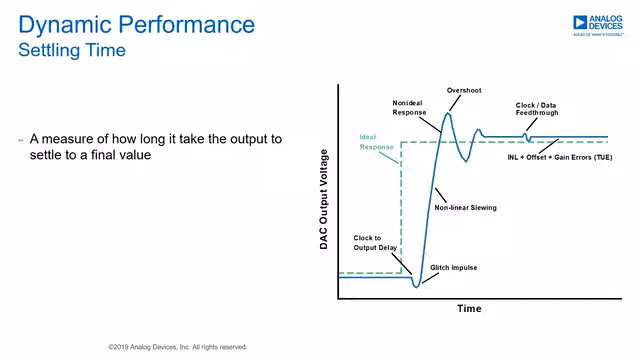 Dynamic Performance
Settling Time
ANALOG
DEVICES
AHEAD OF WHAT'S POSSIBLE™
– A measure of how long it take the output to
settle to a final value
Overshoot
Nonideal
Response
Clock / Data
Feedthrough
Ideal
Response
INL + Offset + Gain Errors (TUE)
DAC Output Voltage
Non-linear Slewing
Clock to
Output Delay
Glitch Impulse
Time
©2019 Analog Devices, Inc. All rights reserved.